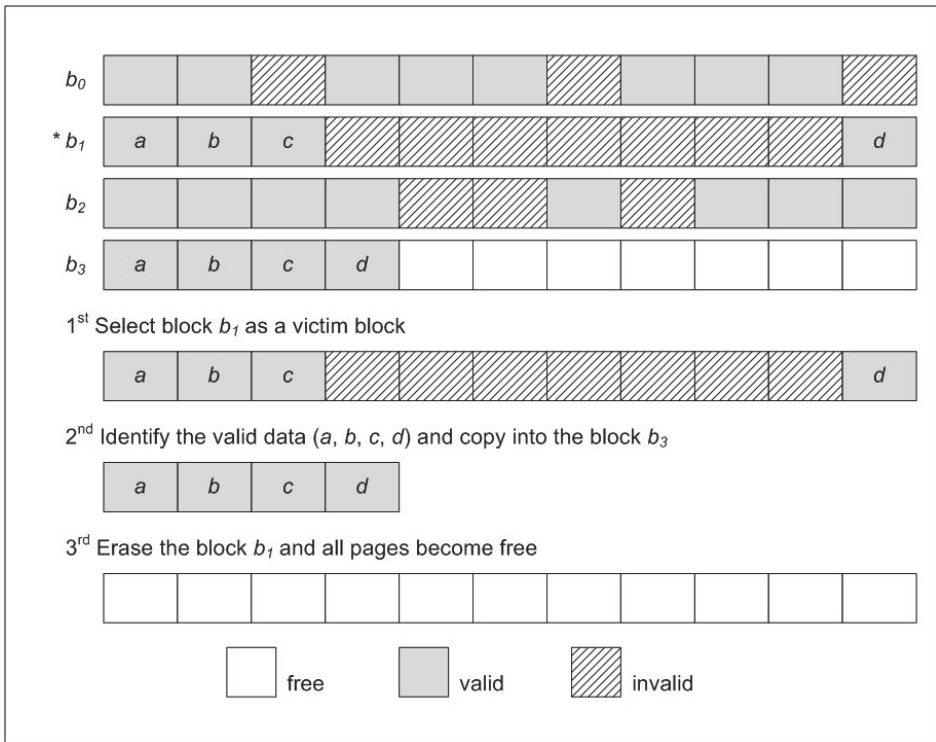 b0
* b1 a b c d
b2
b3 a b c d
1st Select block b1 as a victim block
a b c d
2nd Identify the valid data (a, b, c, d) and copy into the block b3
a b c d
3rd Erase the block b1 and all pages become free
free valid invalid